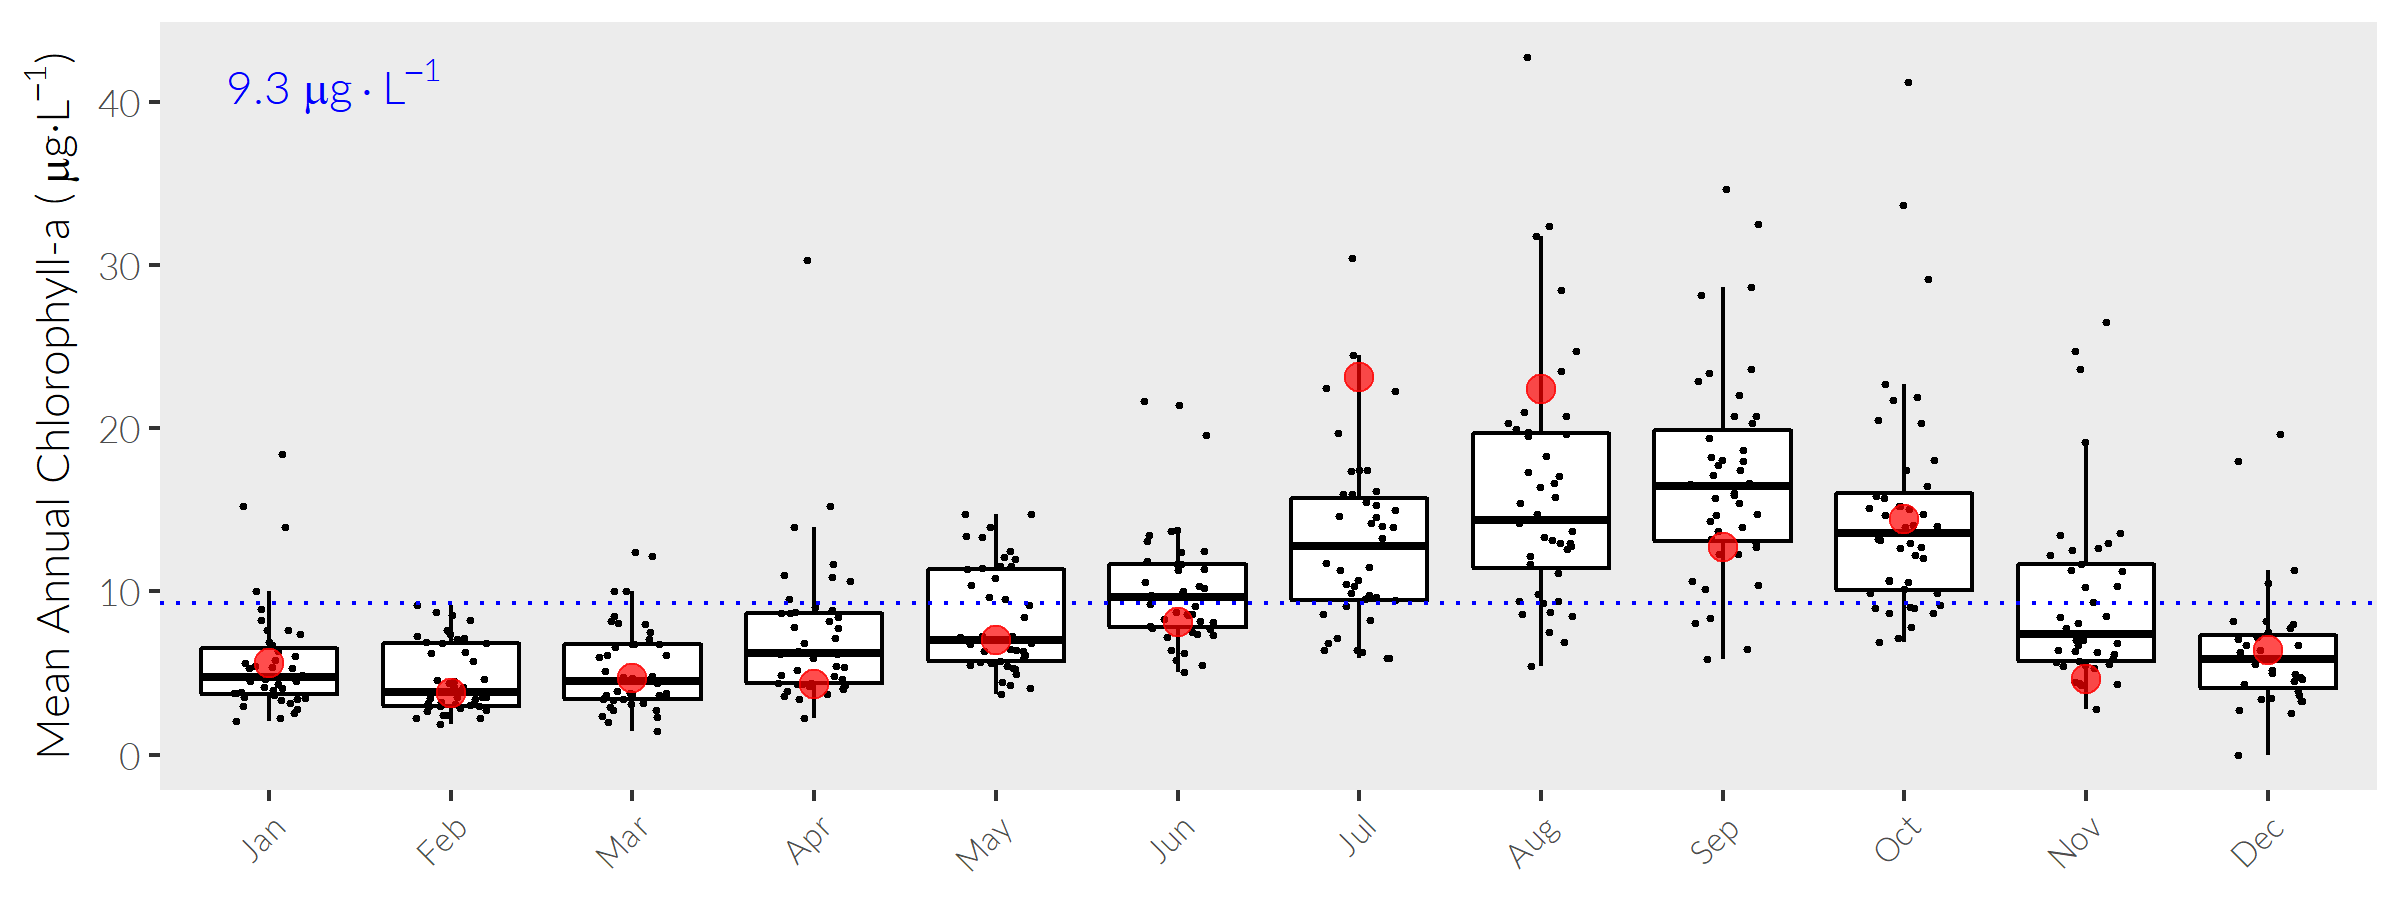 Mean Annual Chlorophyll-a (µg·L⁻¹)
9.3 µg · L⁻¹
40
30
20
10
0
Jan Feb Mar Apr May Jun Jul Aug Sep Oct Nov Dec